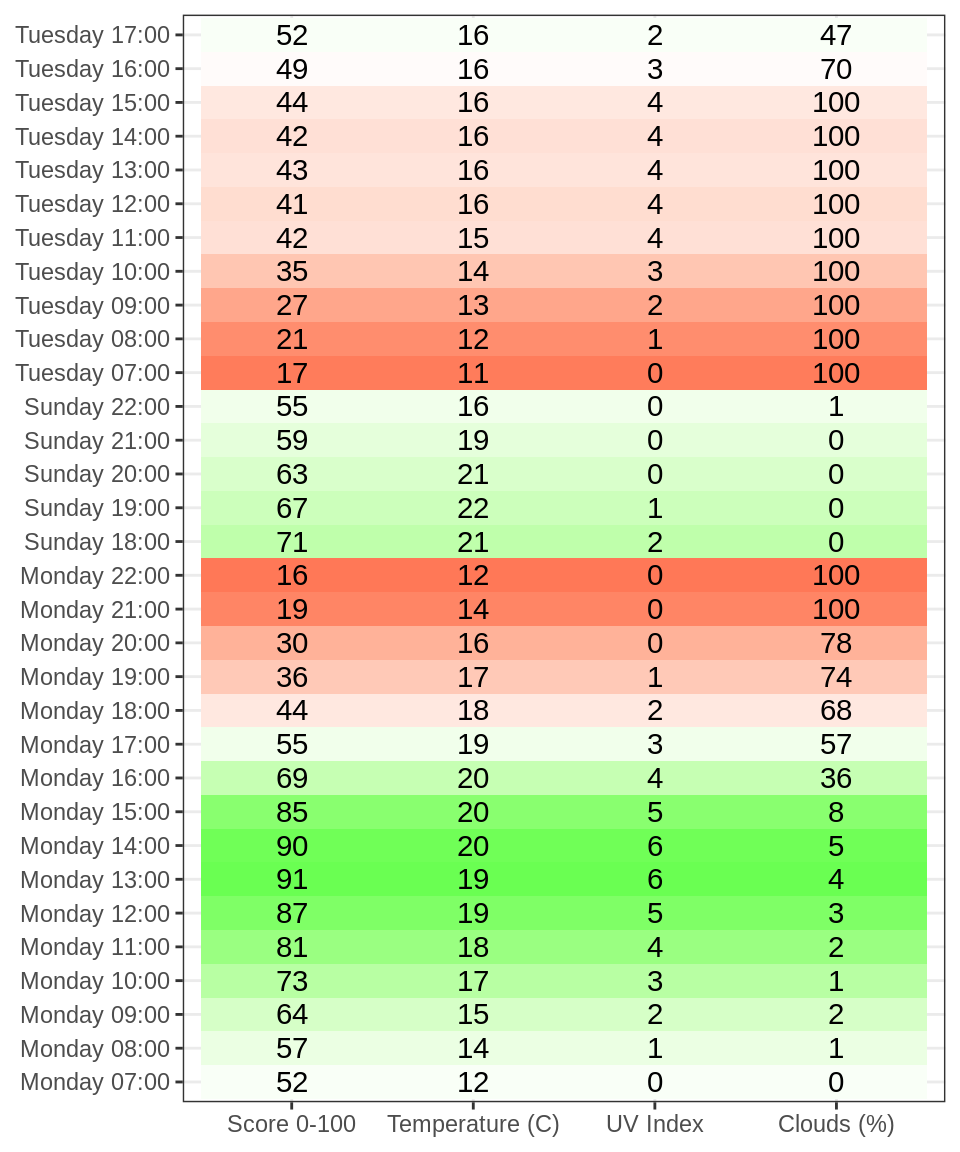 Tuesday 17:00 52 16 2 47
Tuesday 16:00 49 16 3 70
Tuesday 15:00 44 16 4 100
Tuesday 14:00 42 16 4 100
Tuesday 13:00 43 16 4 100
Tuesday 12:00 41 16 4 100
Tuesday 11:00 42 15 4 100
Tuesday 10:00 35 14 3 100
Tuesday 09:00 27 13 2 100
Tuesday 08:00 21 12 1 100
Tuesday 07:00 17 11 0 100
Sunday 22:00 55 16 0 1
Sunday 21:00 59 19 0 0
Sunday 20:00 63 21 0 0
Sunday 19:00 67 22 1 0
Sunday 18:00 71 21 2 0
Monday 22:00 16 12 0 100
Monday 21:00 19 14 0 100
Monday 20:00 30 16 0 78
Monday 19:00 36 17 1 74
Monday 18:00 44 18 2 68
Monday 17:00 55 19 3 57
Monday 16:00 69 20 4 36
Monday 15:00 85 20 5 8
Monday 14:00 90 20 6 5
Monday 13:00 91 19 6 4
Monday 12:00 87 19 5 3
Monday 11:00 81 18 4 2
Monday 10:00 73 17 3 1
Monday 09:00 64 15 2 2
Monday 08:00 57 14 1 1
Monday 07:00 52 12 0 0
Score 0-100 Temperature (C) UV Index Clouds (%)